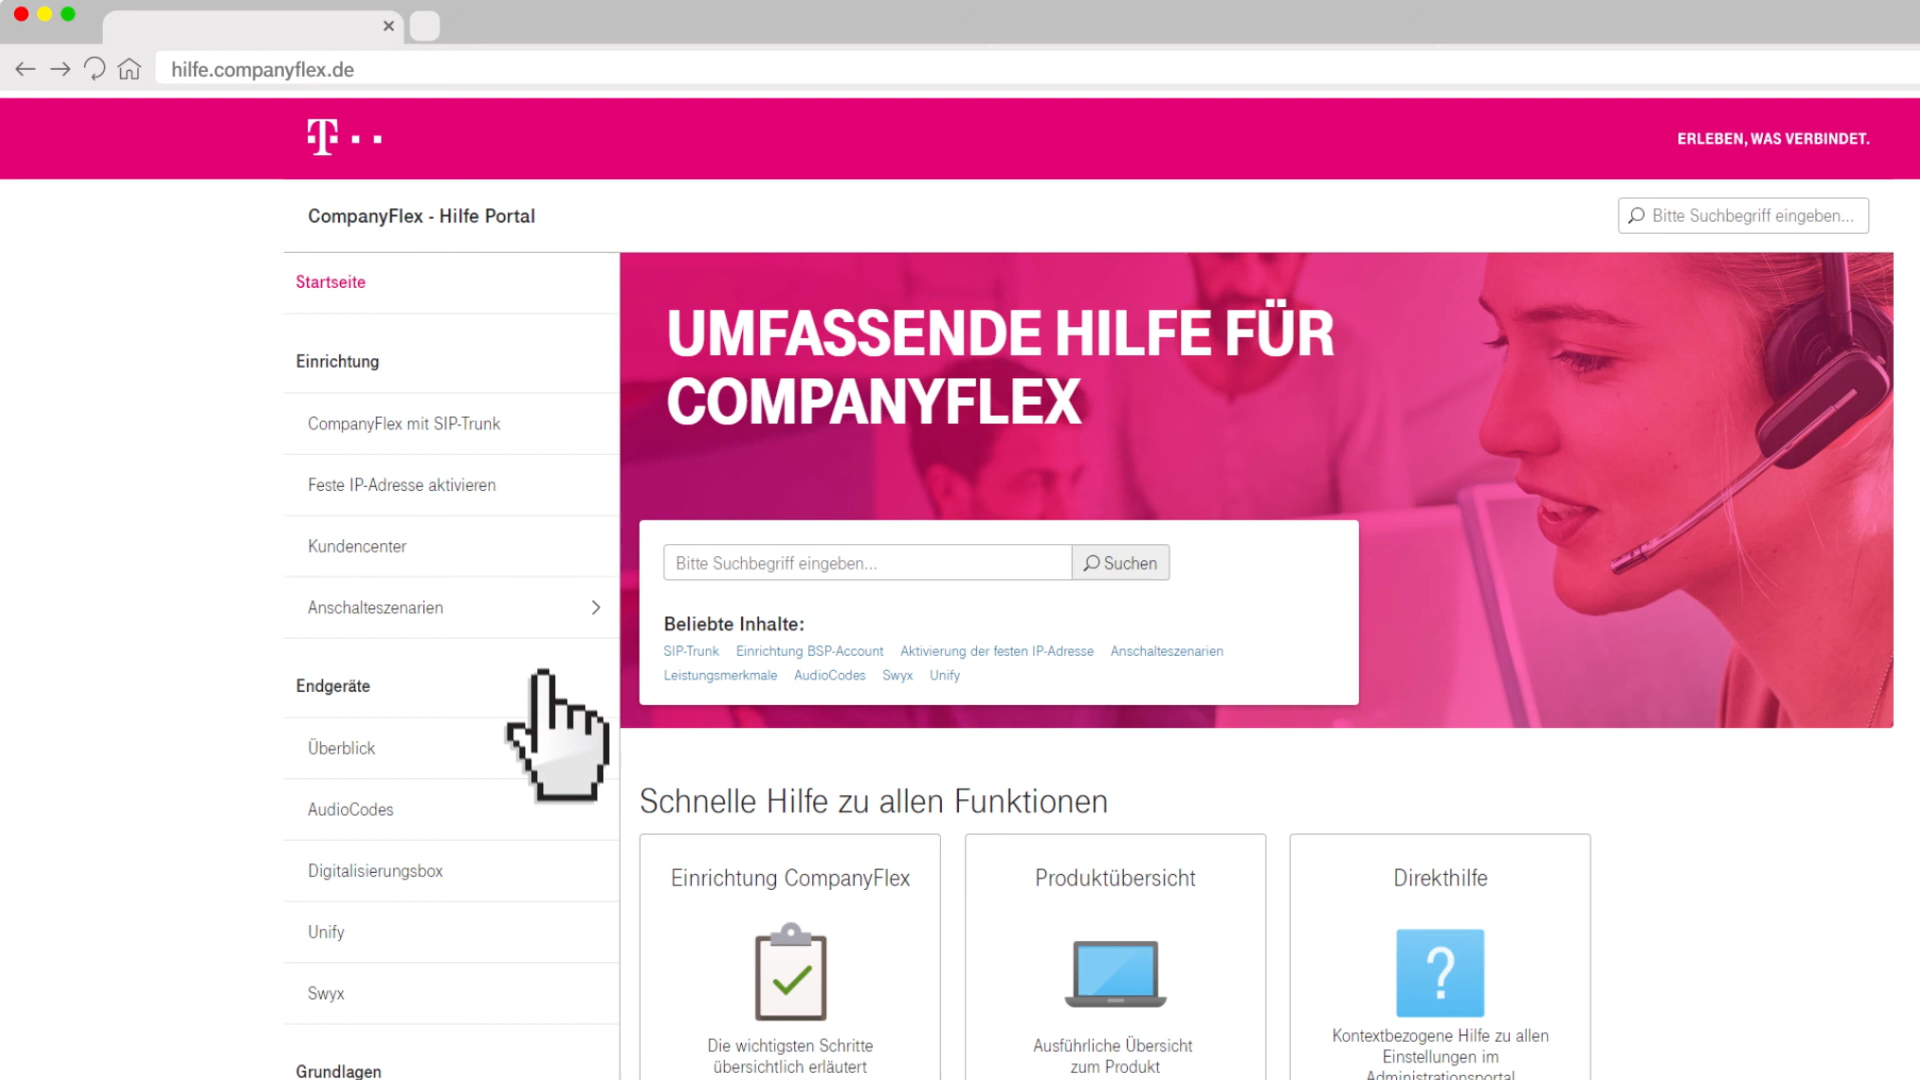 hilfe.companyflex.de
T
ERLEBEN, WAS VERBINDET.
CompanyFlex - Hilfe Portal
Bitte Suchbegriff eingeben...
Startseite
Einrichtung
CompanyFlex mit SIP-Trunk
Feste IP-Adresse aktivieren
Kundencenter
Anschalteszenarien
Endgeräte
Überblick
AudioCodes
Digitalisierungsbox
Unify
Swyx
Grundlagen
UMFASSENDE HILFE FÜR
COMPANYFLEX
Bitte Suchbegriff eingeben...
Suchen
Beliebte Inhalte:
SIP-Trunk Einrichtung BSP-Account Aktivierung der festen IP-Adresse Anschalteszenarien
Leistungsmerkmale AudioCodes Swyx Unify
Schnelle Hilfe zu allen Funktionen
Einrichtung CompanyFlex
Die wichtigsten Schritte
übersichtlich erläutert
Produktübersicht
Ausführliche Übersicht
zum Produkt
Direkthilfe
?
Kontextbezogene Hilfe zu allen
Einstellungen im
Administrationsportal